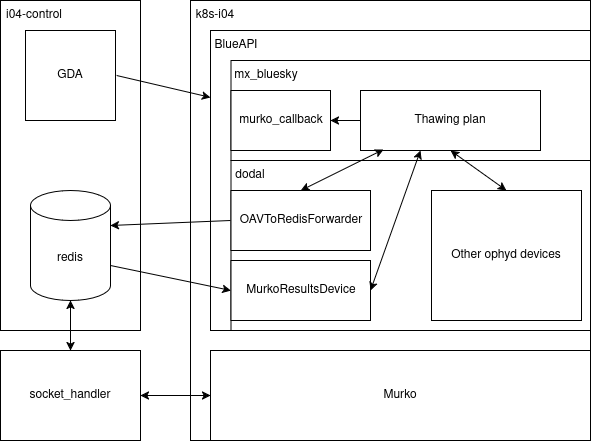 i04-control
k8s-i04
BlueAPI
GDA
mx_bluesky
murko_callback
Thawing plan
dodal
OAVToRedisForwarder
redis
Other ophyd devices
MurkoResultsDevice
socket_handler
Murko